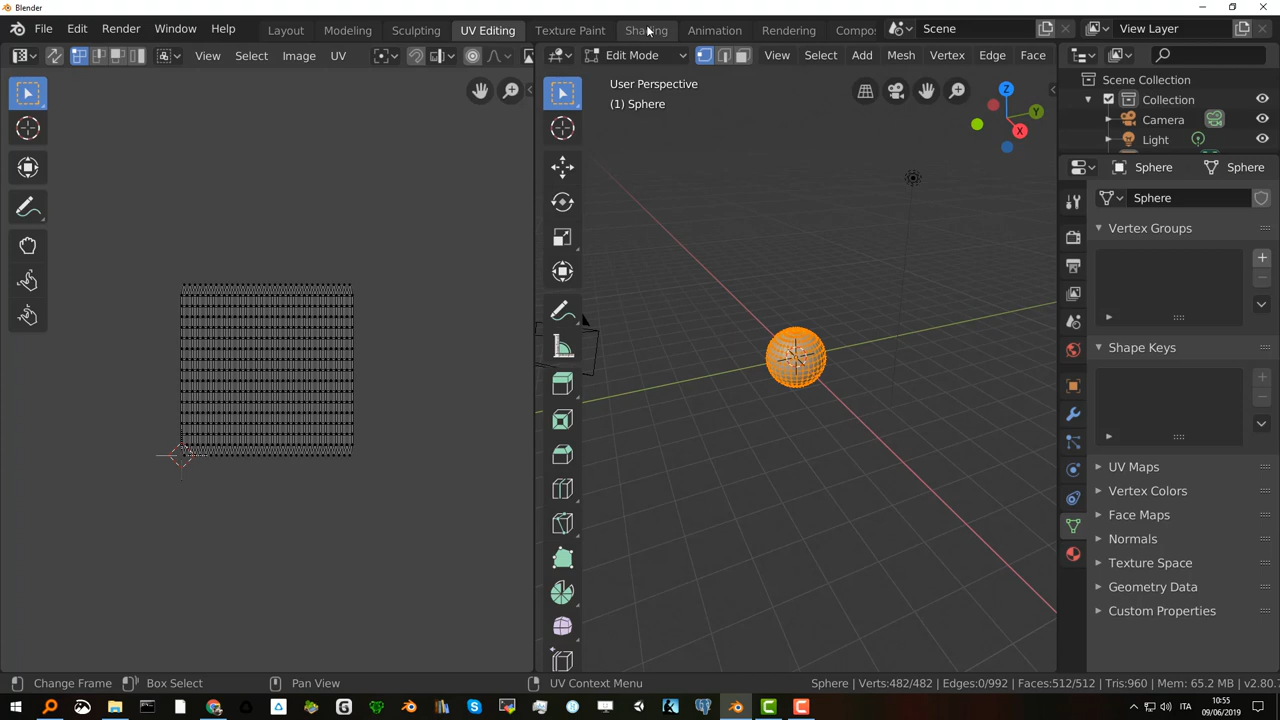 Blender
File Edit Render Window Help Layout Modeling Sculpting UV Editing Texture Paint Shading Animation Rendering Compos Scene View Layer
View Select Image UV Edit Mode View Select Add Mesh Vertex Edge Face
Scene Collection
Collection
Camera
Light
User Perspective
(1) Sphere
Z
Y
X
Sphere Sphere
Sphere
Vertex Groups
Shape Keys
UV Maps
Vertex Colors
Face Maps
Normals
Texture Space
Geometry Data
Custom Properties
Change Frame Box Select Pan View UV Context Menu Sphere | Verts:482/482 | Edges:0/992 | Faces:512/512 | Tris:960 | Mem: 65.2 MB | v2.80.
ITA
10:55
09/06/2019